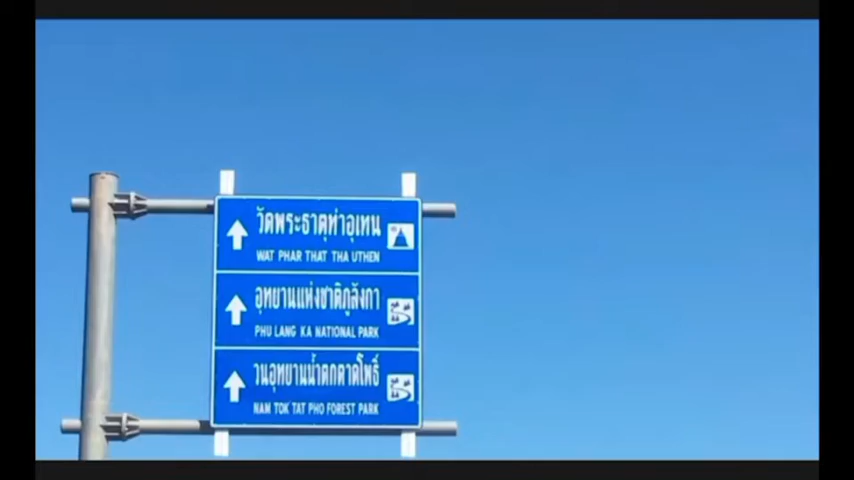 วัดพระธาตุท่าอุเทน
WAT PHAR THAT THA UTHEN
อุทยานแห่งชาติภูลังกา
PHU LANG KA NATIONAL PARK
วนอุทยานน้ำตกตาดโพธิ์
NAM TOK TAT PHO FOREST PARK